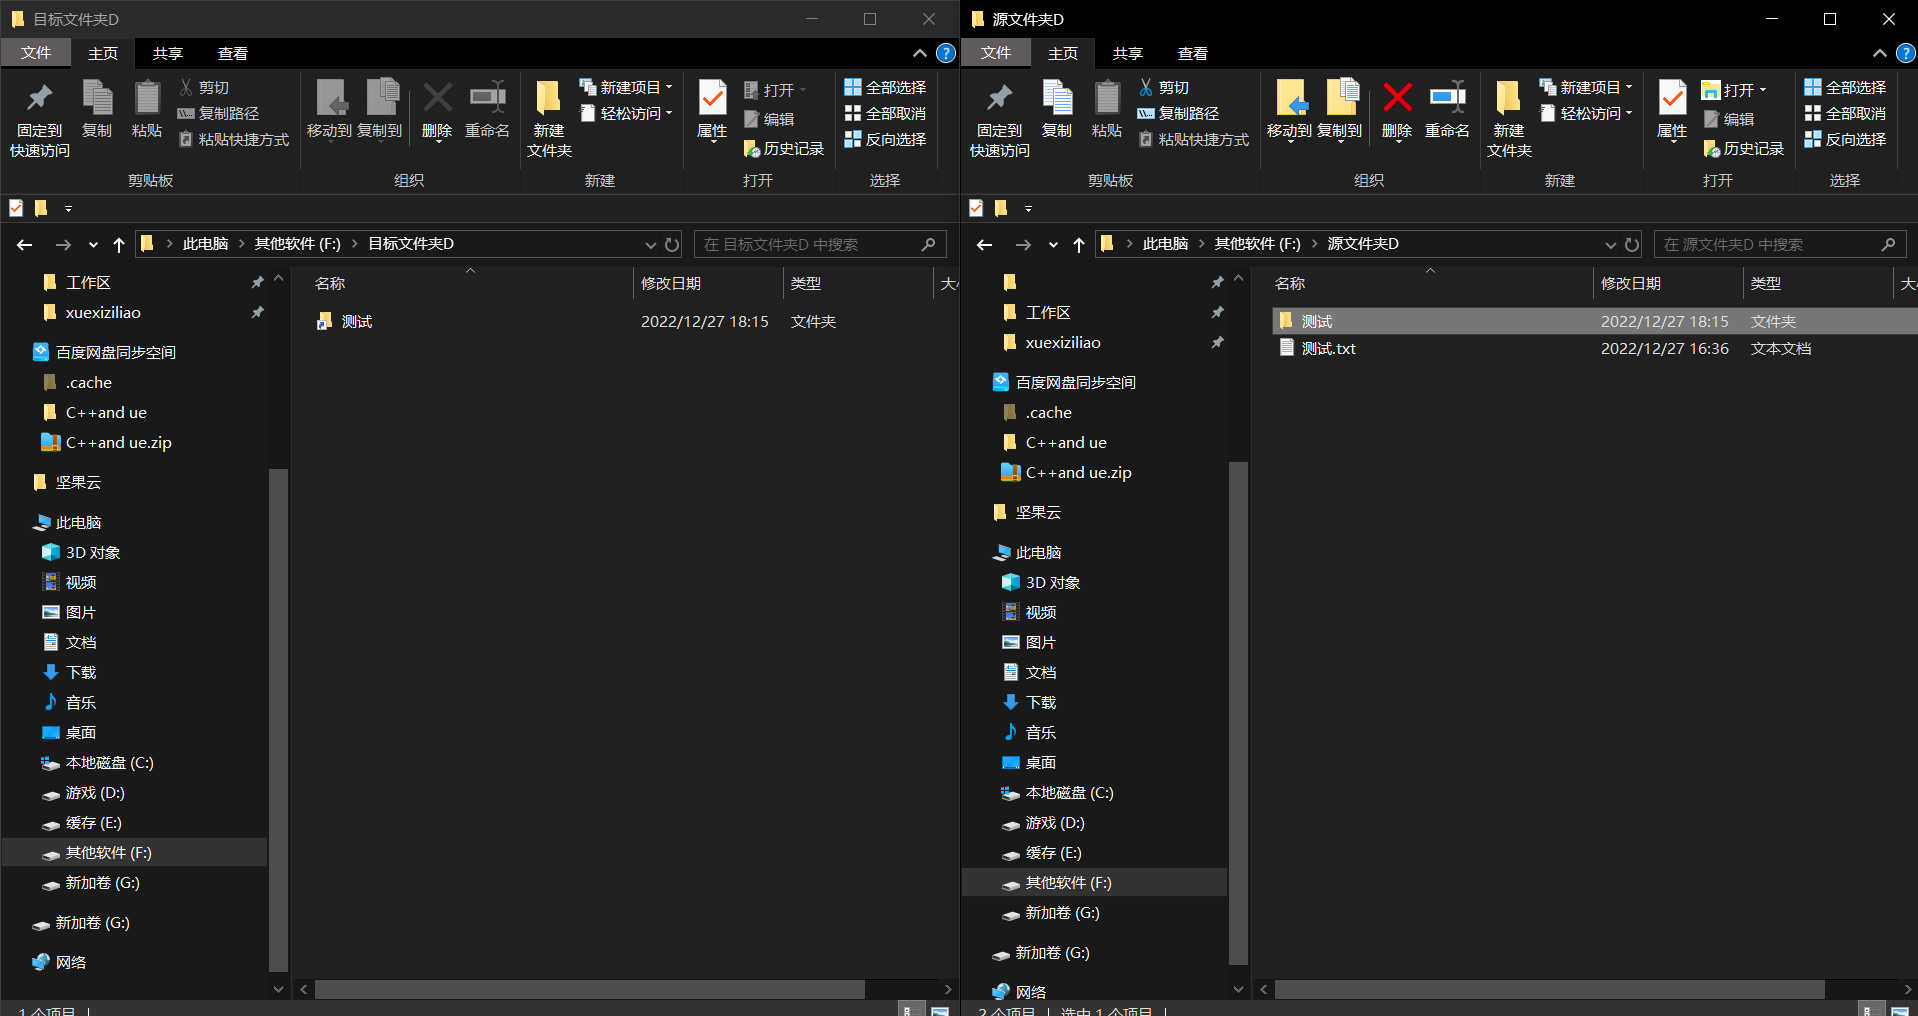 目标文件夹D
文件 主页 共享 查看
固定到
快速访问
复制
粘贴
剪切
复制路径
粘贴快捷方式
移动到
复制到
删除
重命名
新建
文件夹
新建项目
轻松访问
属性
打开
编辑
历史记录
全部选择
全部取消
反向选择
剪贴板 组织 新建 打开 选择
此电脑 其他软件 (F:) 目标文件夹D
在 目标文件夹D 中搜索
工作区
xuexiziliao
百度网盘同步空间
.cache
C++and ue
C++and ue.zip
坚果云
此电脑
3D 对象
视频
图片
文档
下载
音乐
桌面
本地磁盘 (C:)
游戏 (D:)
缓存 (E:)
其他软件 (F:)
新加卷 (G:)
新加卷 (G:)
网络
名称 修改日期 类型
测试 2022/12/27 18:15 文件夹
1 个项目
源文件夹D
文件 主页 共享 查看
固定到
快速访问
复制
粘贴
剪切
复制路径
粘贴快捷方式
移动到
复制到
删除
重命名
新建
文件夹
新建项目
轻松访问
属性
打开
编辑
历史记录
全部选择
全部取消
反向选择
剪贴板 组织 新建 打开 选择
此电脑 其他软件 (F:) 源文件夹D
在 源文件夹D 中搜索
工作区
xuexiziliao
百度网盘同步空间
.cache
C++and ue
C++and ue.zip
坚果云
此电脑
3D 对象
视频
图片
文档
下载
音乐
桌面
本地磁盘 (C:)
游戏 (D:)
缓存 (E:)
其他软件 (F:)
新加卷 (G:)
新加卷 (G:)
网络
名称 修改日期 类型 大
测试 2022/12/27 18:15 文件夹
测试.txt 2022/12/27 16:36 文本文档
2 个项目 选中 1 个项目